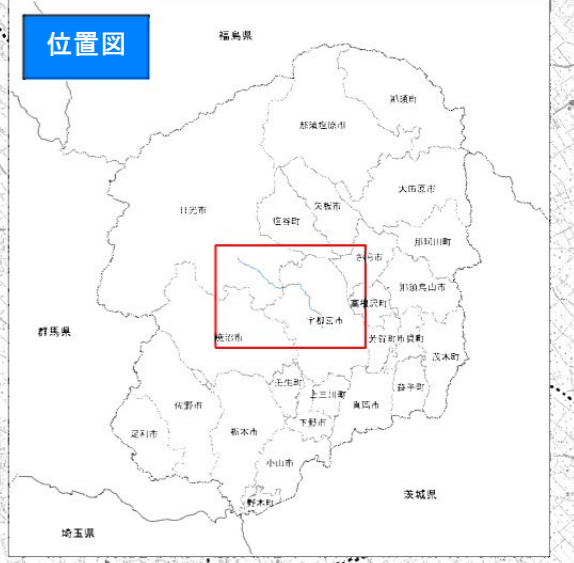 位置図
福島県
那須町
那須塩原市
大田原市
日光市
矢板市
塩谷町
那珂川町
さくら市
那須烏山市
高根沢町
宇都宮市
群馬県
鹿沼市
芳賀町
市貝町
茂木町
壬生町
益子町
上三川町
佐野市
真岡市
下野市
足利市
栃木市
小山市
茨城県
野木町
埼玉県